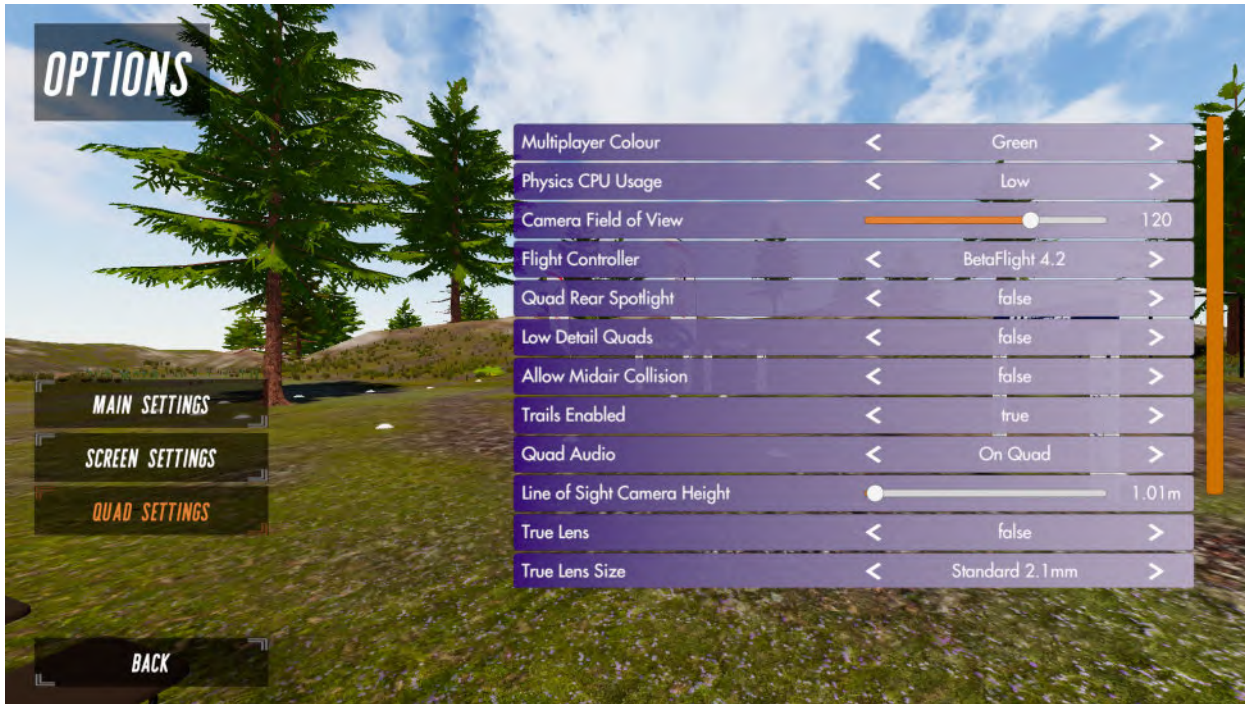 OPTIONS
Multiplayer Colour < Green >
Physics CPU Usage < Low >
Camera Field of View 120
Flight Controller < BetaFlight 4.2 >
Quad Rear Spotlight < false >
Low Detail Quads < false >
Allow Midair Collision < false >
Trails Enabled < true >
Quad Audio < On Quad >
Line of Sight Camera Height 1.01m
True Lens < false >
True Lens Size < Standard 2.1mm >
MAIN SETTINGS
SCREEN SETTINGS
QUAD SETTINGS
BACK